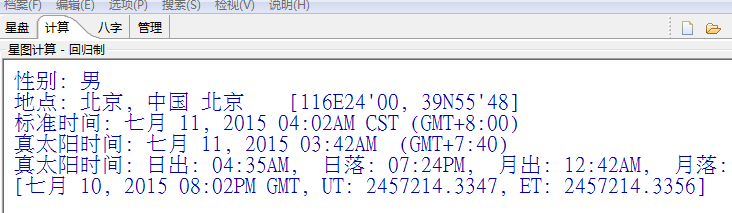 档案(F) 编辑(E) 选项(P) 搜索(S) 检视(V) 说明(H)
星盘 计算 八字 管理
星图计算 - 回归制
性别: 男
地点: 北京, 中国 北京 [116E24'00, 39N55'48]
标准时间: 七月 11, 2015 04:02AM CST (GMT+8:00)
真太阳时间: 七月 11, 2015 03:42AM (GMT+7:40)
真太阳时间: 日出: 04:35AM, 日落: 07:24PM, 月出: 12:42AM, 月落:
[七月 10, 2015 08:02PM GMT, UT: 2457214.3347, ET: 2457214.3356]